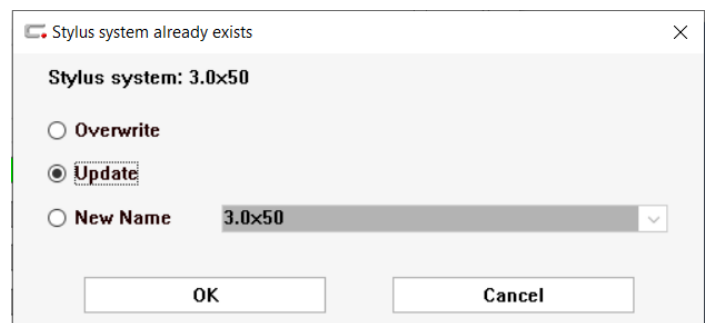 Stylus system already exists
Stylus system: 3.0x50
Overwrite
Update
New Name 3.0x50
OK Cancel